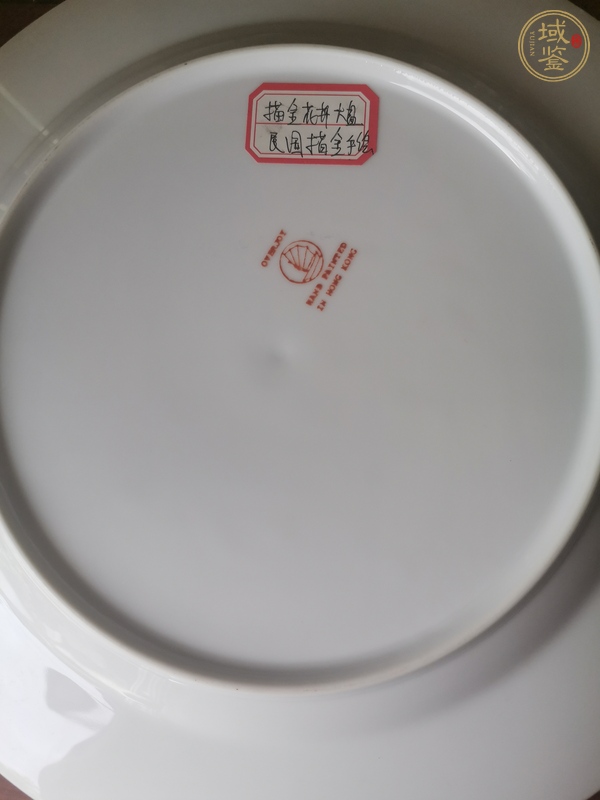 域鉴
YUJIAN
描金花卉大盘
民国描金手绘
OVERJOY
HAND PAINTED
IN HONG KONG